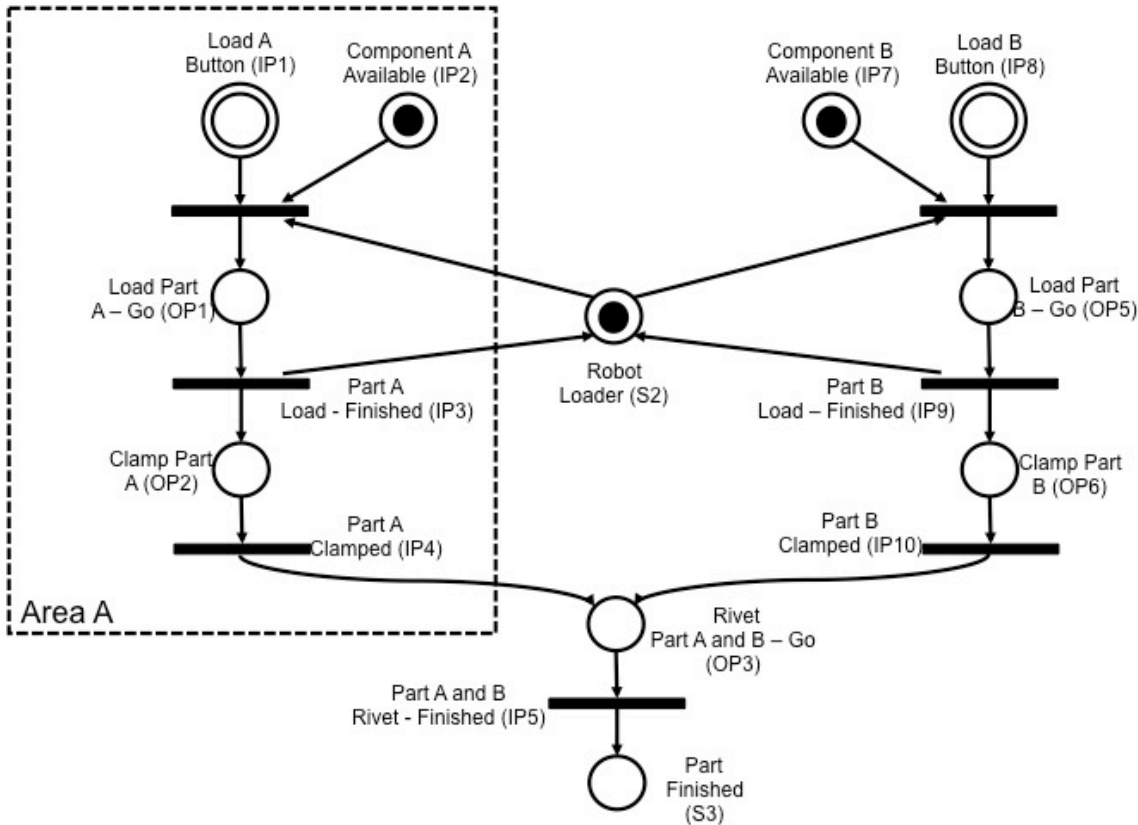 Load A
Button (IP1)
Component A
Available (IP2)
Component B
Available (IP7)
Load B
Button (IP8)
Load Part
A – Go (OP1)
Load Part
B – Go (OP5)
Robot
Loader (S2)
Part A
Load - Finished (IP3)
Part B
Load – Finished (IP9)
Clamp Part
A (OP2)
Clamp Part
B (OP6)
Part A
Clamped (IP4)
Part B
Clamped (IP10)
Area A
Rivet
Part A and B – Go
(OP3)
Part A and B
Rivet - Finished (IP5)
Part
Finished
(S3)